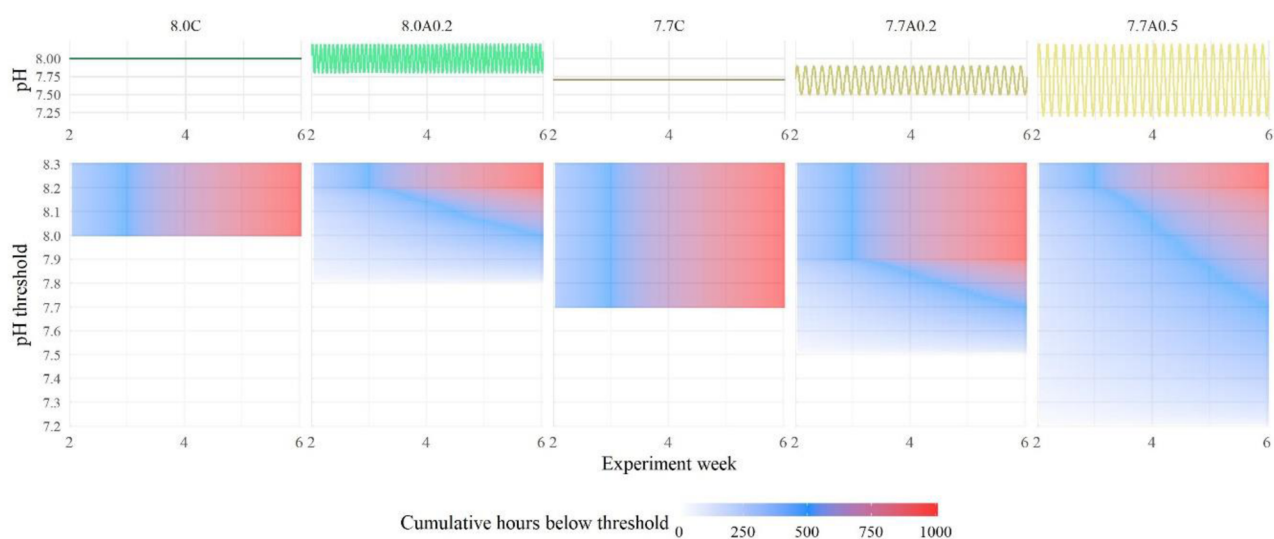 8.0C 8.0A0.2 7.7C 7.7A0.2 7.7A0.5
pH
8.00
7.75
7.50
7.25
2 4 6 2 4 6 2 4 6 2 4 6 2 4 6
pH threshold
8.3
8.2
8.1
8.0
7.9
7.8
7.7
7.6
7.5
7.4
7.3
7.2
2 4 6 2 4 6 2 4 6 2 4 6 2 4 6
Experiment week
Cumulative hours below threshold 0 250 500 750 1000